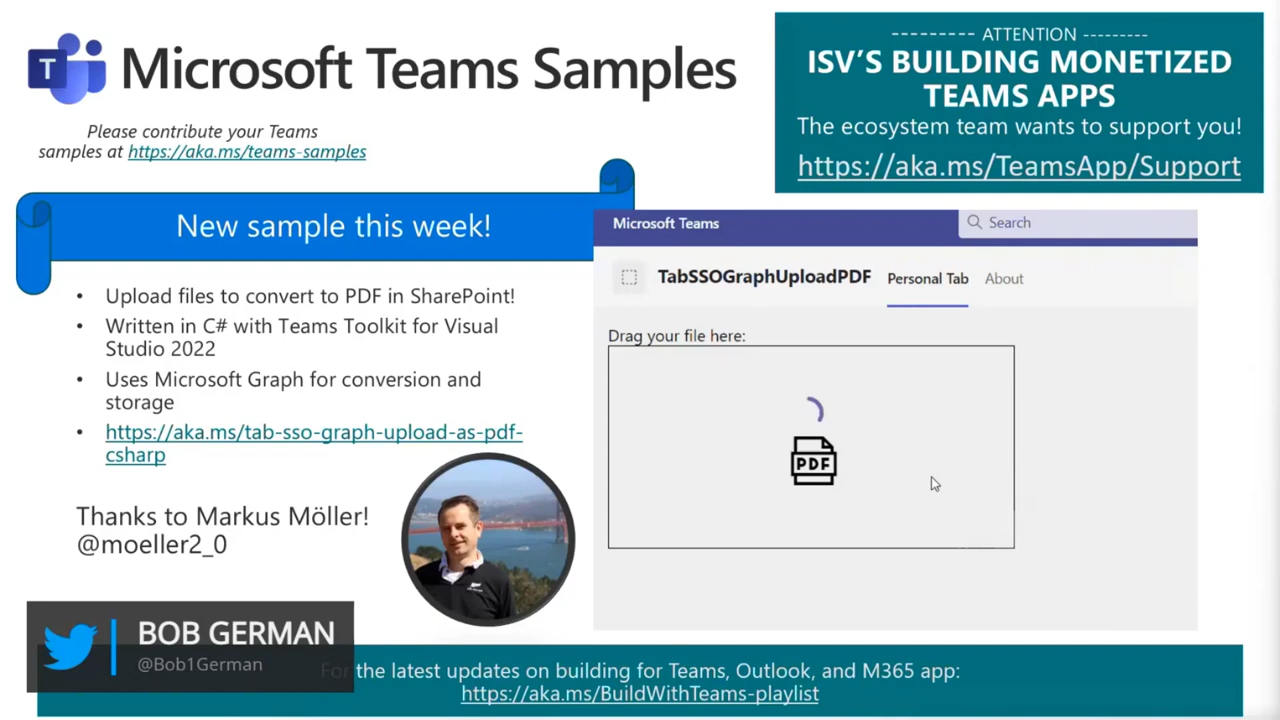 T
Microsoft Teams Samples
Please contribute your Teams
samples at https://aka.ms/teams-samples
--------- ATTENTION ---------
ISV'S BUILDING MONETIZED
TEAMS APPS
The ecosystem team wants to support you!
https://aka.ms/TeamsApp/Support
New sample this week!
• Upload files to convert to PDF in SharePoint!
• Written in C# with Teams Toolkit for Visual
Studio 2022
• Uses Microsoft Graph for conversion and
storage
• https://aka.ms/tab-sso-graph-upload-as-pdf-
csharp
Thanks to Markus Möller!
@moeller2_0
Microsoft Teams
Search
TabSSOGraphUploadPDF
Personal Tab
About
Drag your file here:
PDF
BOB GERMAN
@Bob1German
For the latest updates on building for Teams, Outlook, and M365 app:
https://aka.ms/BuildWithTeams-playlist